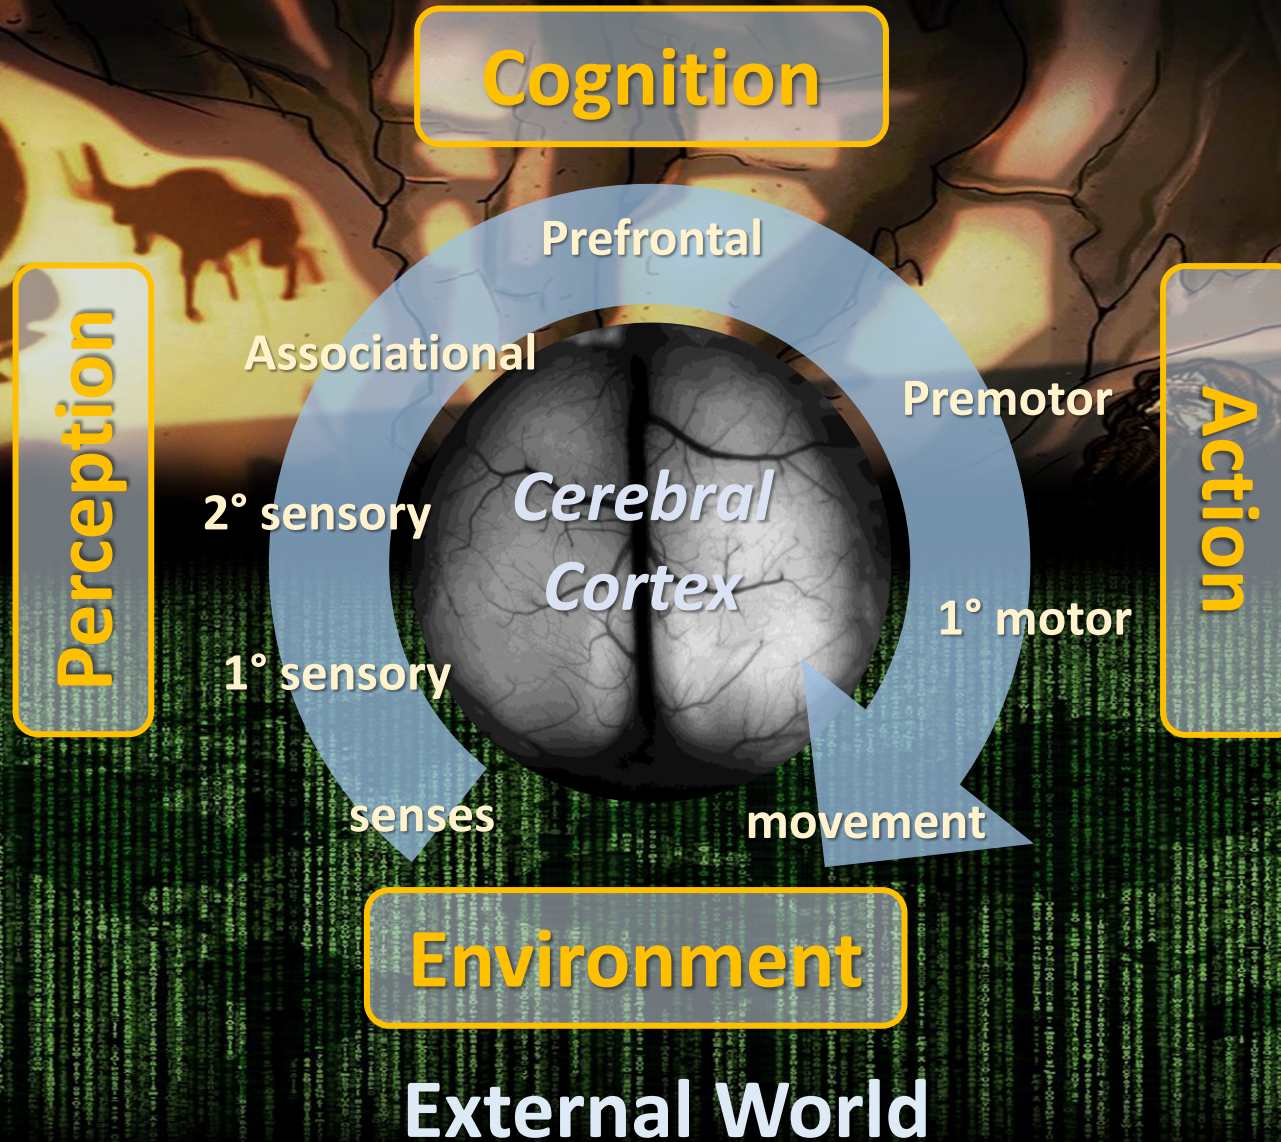 Cognition
Prefrontal
Associational
Premotor
Perception
Action
2° sensory
Cerebral
Cortex
1° motor
1° sensory
senses
movement
Environment
External World